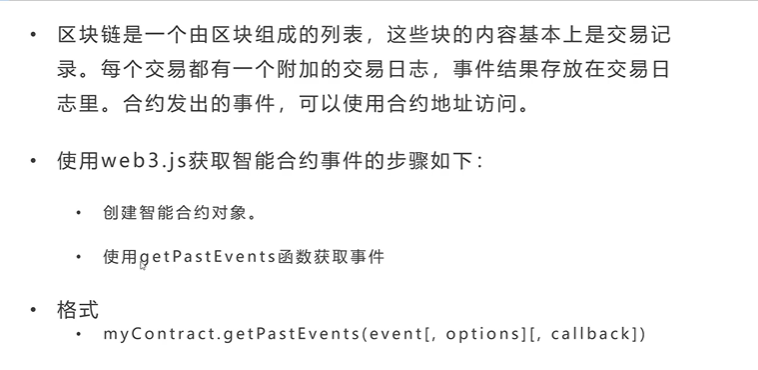 • 区块链是一个由区块组成的列表，这些块的内容基本上是交易记
录。每个交易都有一个附加的交易日志，事件结果存放在交易日
志里。合约发出的事件，可以使用合约地址访问。
• 使用web3.js获取智能合约事件的步骤如下：
• 创建智能合约对象。
• 使用getPastEvents函数获取事件
• 格式
• myContract.getPastEvents(event[, options][, callback])